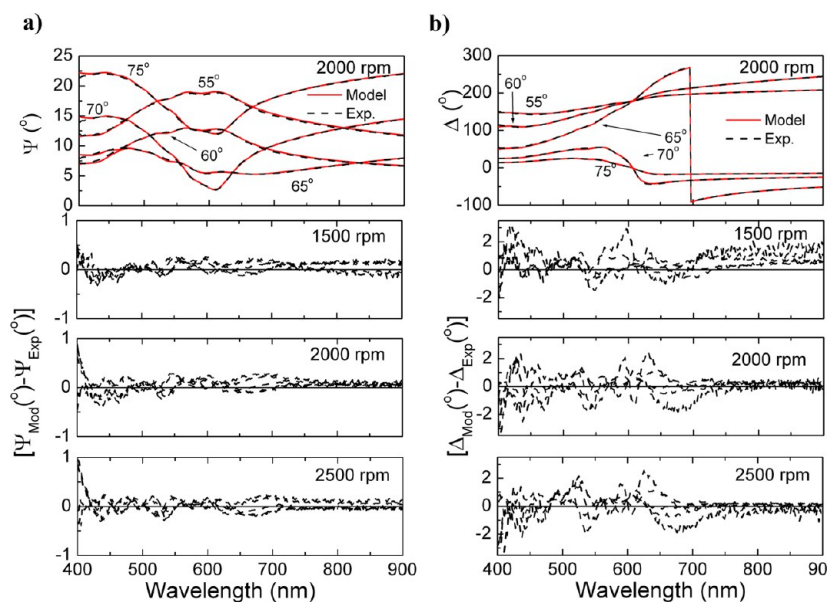 a)
2000 rpm
75°
55°
70°
60°
65°
Model
Exp.
Ψ (°)
25
20
15
10
5
0
1500 rpm
1
0
-1
2000 rpm
1
0
-1
2500 rpm
1
0
-1
[Ψ_Mod(°)-Ψ_Exp(°)]
400 500 600 700 800 900
Wavelength (nm)
b)
2000 rpm
60°
55°
65°
70°
75°
Model
Exp.
Δ (°)
300
200
100
0
-100
1500 rpm
2
0
-2
2000 rpm
2
0
-2
2500 rpm
2
0
-2
[Δ_Mod(°)-Δ_Exp(°)]
400 500 600 700 800 90
Wavelength (nm)